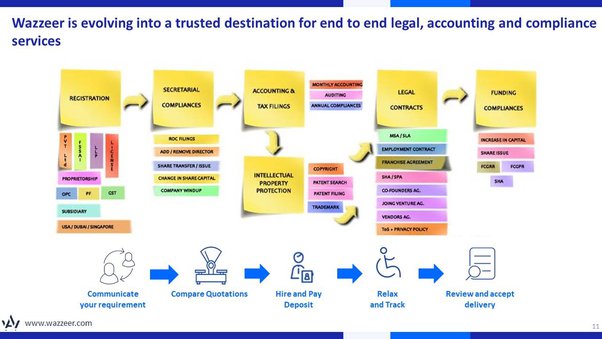 Wazzeer is evolving into a trusted destination for end to end legal, accounting and compliance
services
REGISTRATION
PVT Ltd
FSSAI
LLP
LICENSE
PROPRIETORSHIP
OPC
PF
GST
SUBSIDIARY
USA / DUBAI / SINGAPORE
SECRETARIAL
COMPLIANCES
ROC FILINGS
ADD / REMOVE DIRECTOR
SHARE TRANSFER / ISSUE
CHANGE IN SHARE CAPITAL
COMPANY WINDUP
ACCOUNTING &
TAX FILINGS
MONTHLY ACCOUNTING
AUDITING
ANNUAL COMPLIANCES
INTELLECTUAL
PROPERTY
PROTECTION
COPYRIGHT
PATENT SEARCH
PATENT FILING
TRADEMARK
LEGAL
CONTRACTS
MSA / SLA
EMPLOYMENT CONTRACT
FRANCHISE AGREEMENT
SHA / SPA
CO-FOUNDERS AG.
JOING VENTURE AG.
VENDORS AG.
ToS + PRIVACY POLICY
FUNDING
COMPLIANCES
INCREASE IN CAPITAL
SHARE ISSUE
FCGRR
FCGPR
SHA
Communicate
your requirement
Compare Quotations
Hire and Pay
Deposit
Relax
and Track
Review and accept
delivery
www.wazzeer.com
11